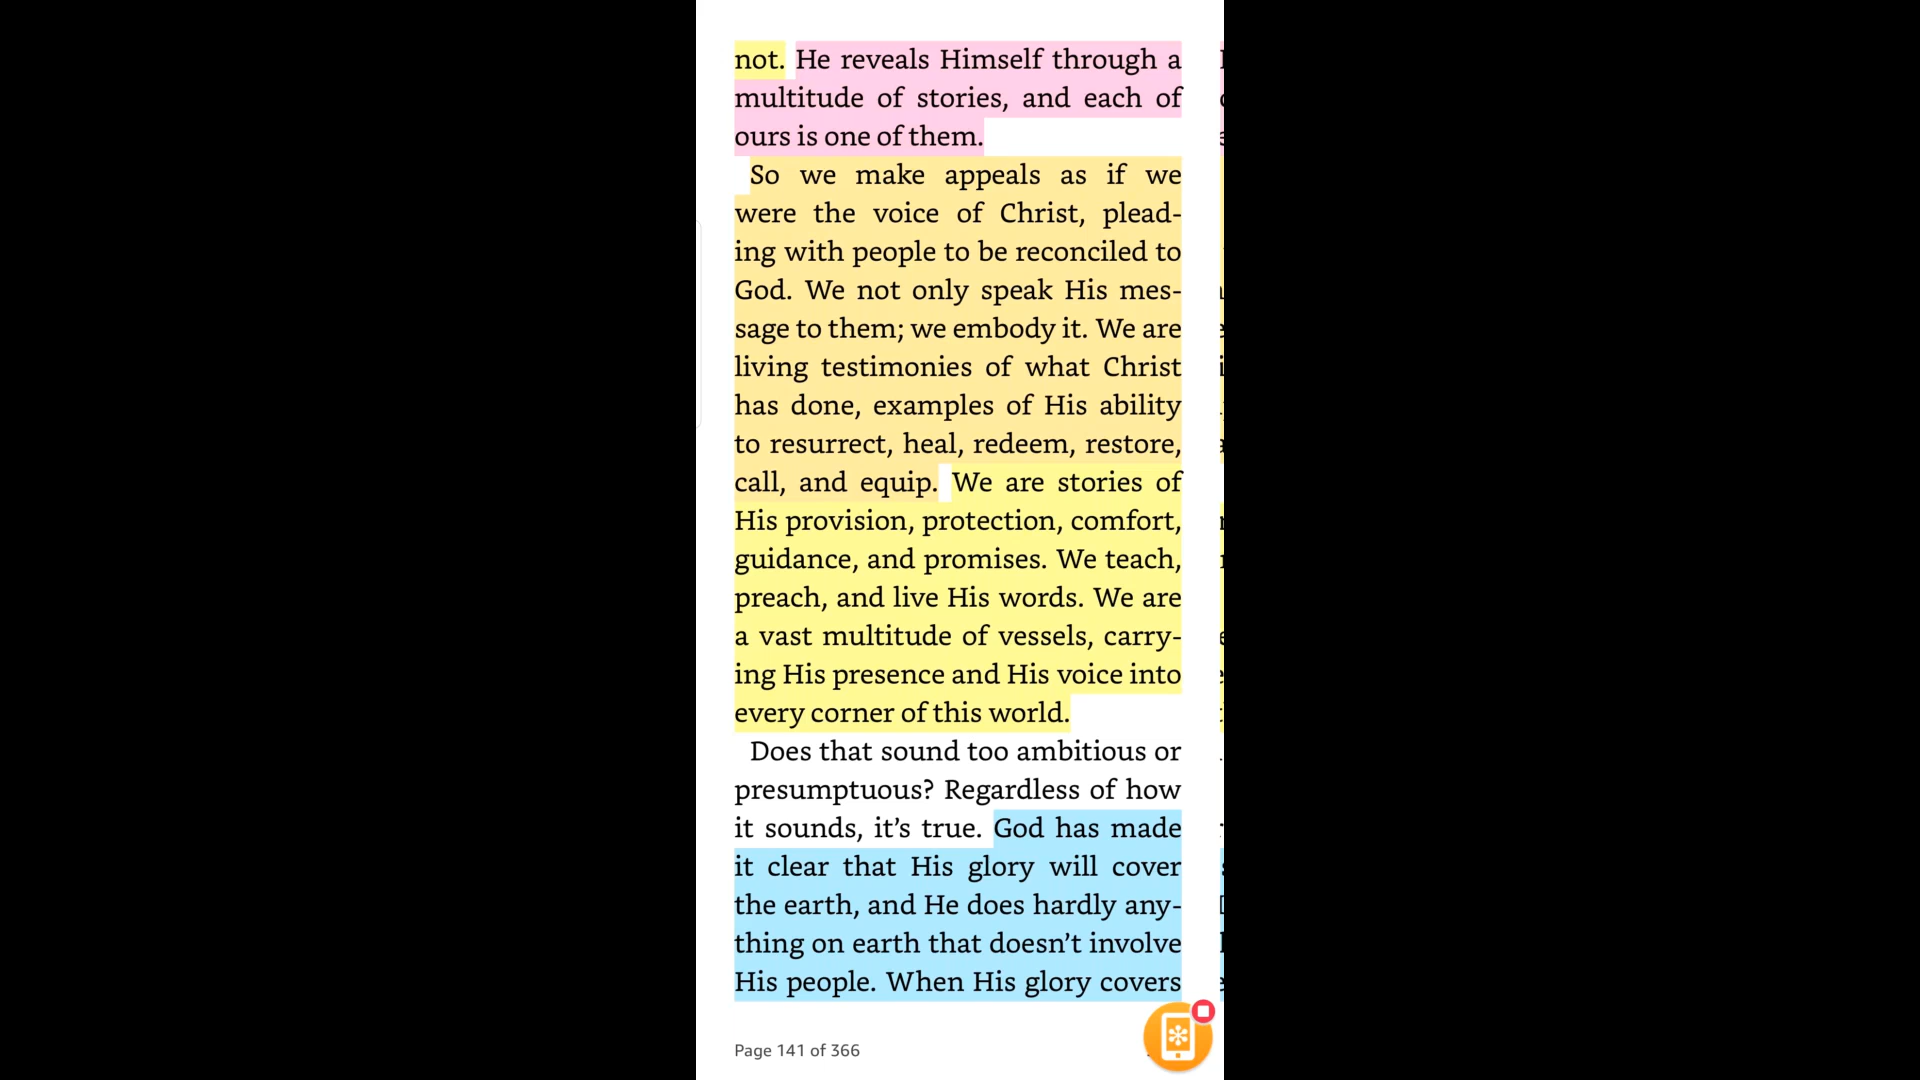 not. He reveals Himself through a
multitude of stories, and each of
ours is one of them.
So we make appeals as if we
were the voice of Christ, plead-
ing with people to be reconciled to
God. We not only speak His mes-
sage to them; we embody it. We are
living testimonies of what Christ
has done, examples of His ability
to resurrect, heal, redeem, restore,
call, and equip. We are stories of
His provision, protection, comfort,
guidance, and promises. We teach,
preach, and live His words. We are
a vast multitude of vessels, carry-
ing His presence and His voice into
every corner of this world.
Does that sound too ambitious or
presumptuous? Regardless of how
it sounds, it’s true. God has made
it clear that His glory will cover
the earth, and He does hardly any-
thing on earth that doesn’t involve
His people. When His glory covers
Page 141 of 366